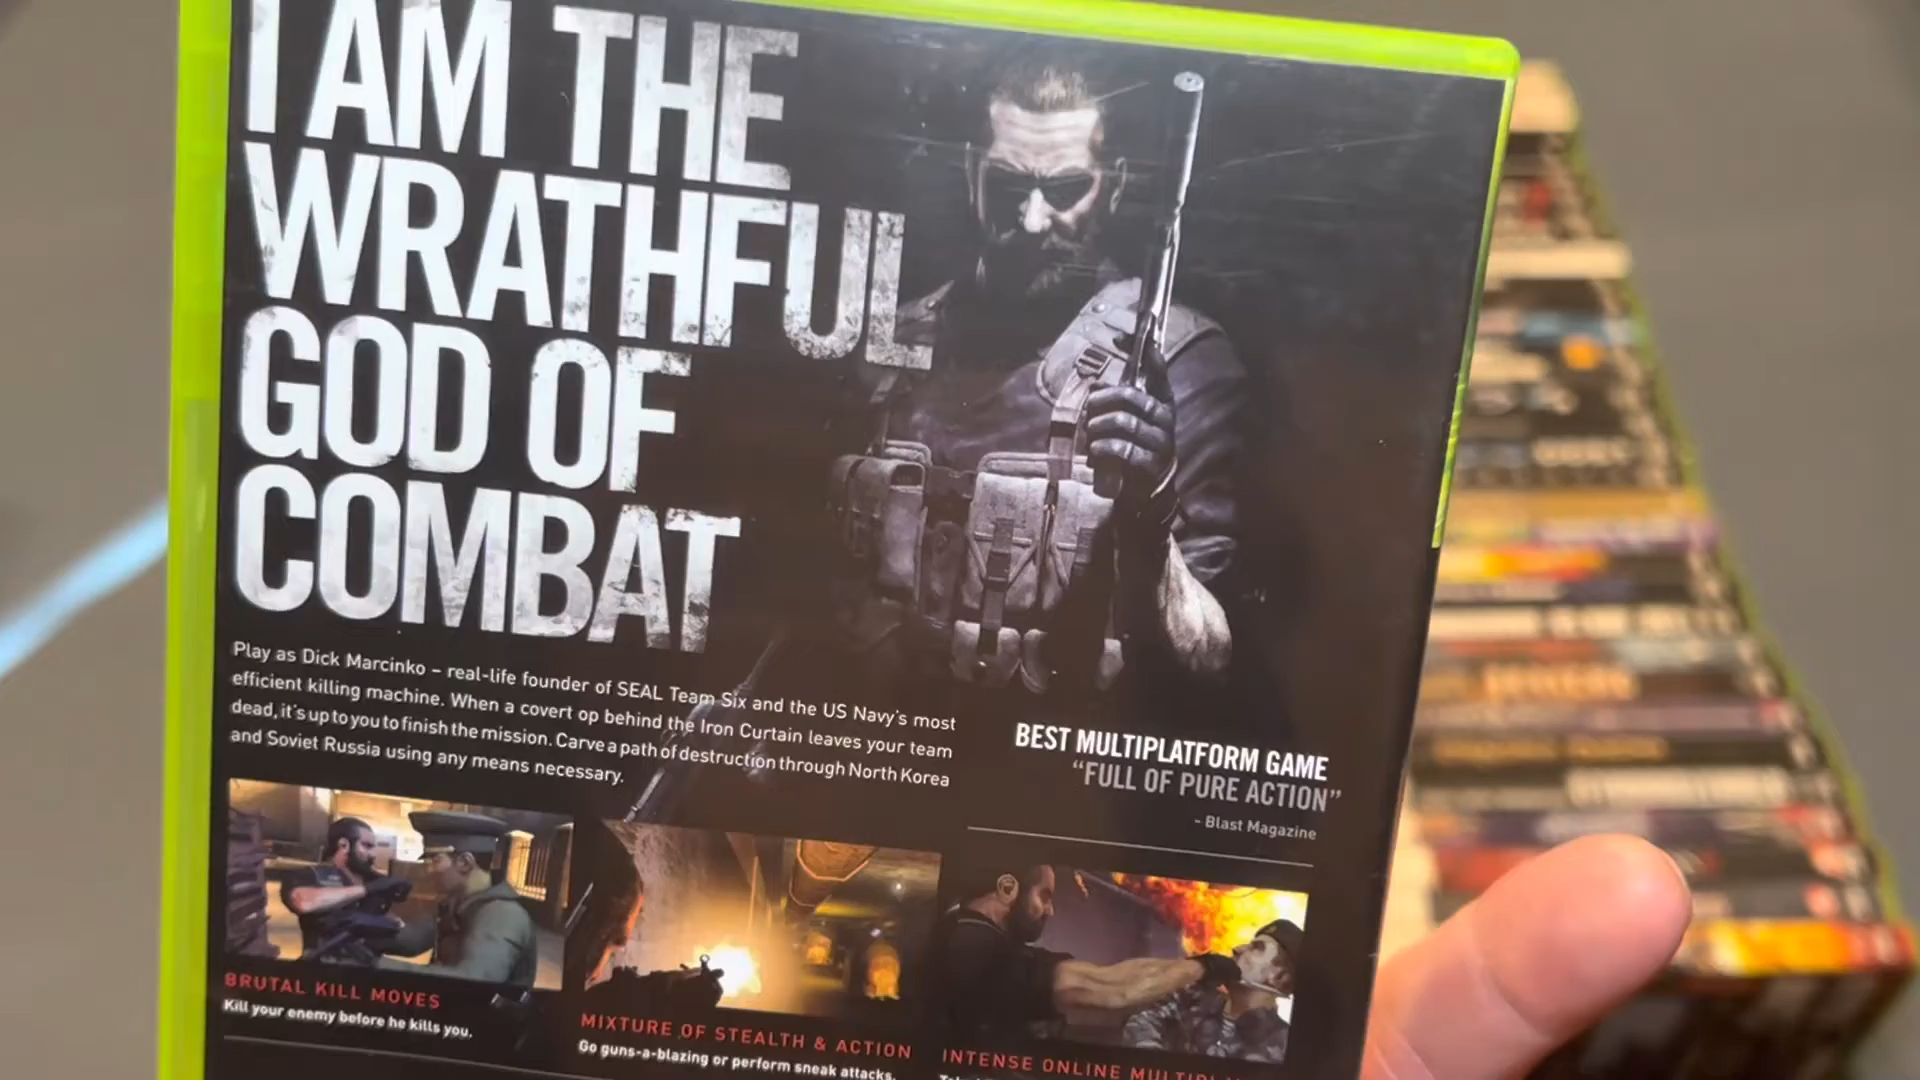 I AM THE
WRATHFUL
GOD OF
COMBAT
Play as Dick Marcinko – real-life founder of SEAL Team Six and the US Navy's most
efficient killing machine. When a covert op behind the Iron Curtain leaves your team
dead, it's up to you to finish the mission. Carve a path of destruction through North Korea
and Soviet Russia using any means necessary.
BEST MULTIPLATFORM GAME
“FULL OF PURE ACTION”
- Blast Magazine
BRUTAL KILL MOVES
Kill your enemy before he kills you.
MIXTURE OF STEALTH & ACTION
Go guns-a-blazing or perform sneak attacks.
INTENSE ONLINE